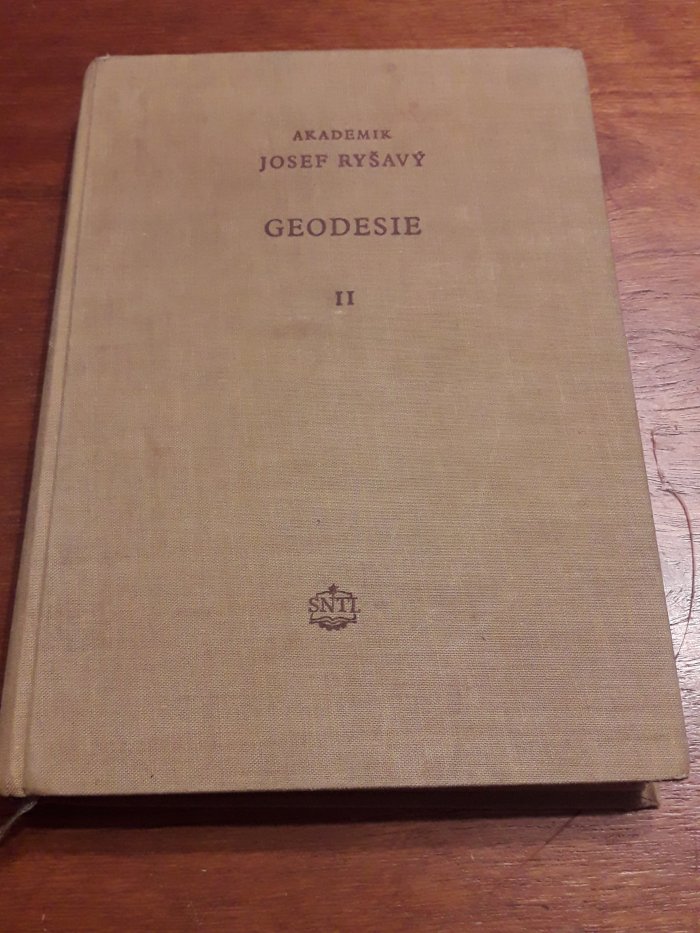 AKADEMIK
JOSEF RYŠAVÝ
GEODESIE
II
SNTL